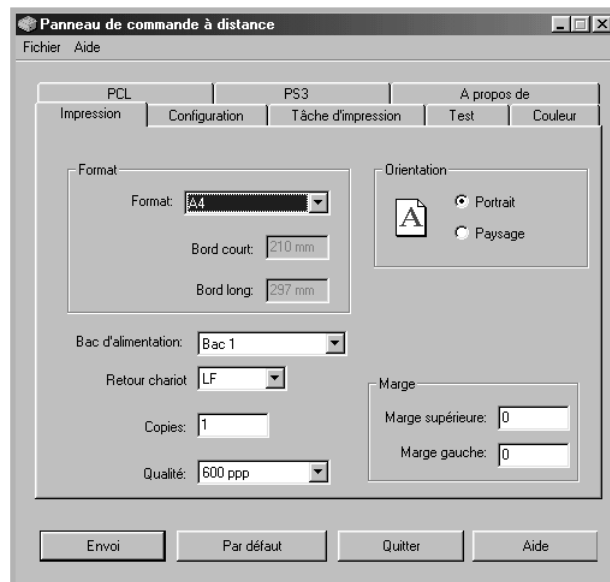 Panneau de commande à distance
Fichier Aide
PCL PS3 A propos de
Impression Configuration Tâche d'impression Test Couleur
Format
Format: A4
Bord court: 210 mm
Bord long: 297 mm
Orientation
A
Portrait
Paysage
Bac d'alimentation: Bac 1
Retour chariot LF
Copies: 1
Qualité: 600 ppp
Marge
Marge supérieure: 0
Marge gauche: 0
Envoi Par défaut Quitter Aide